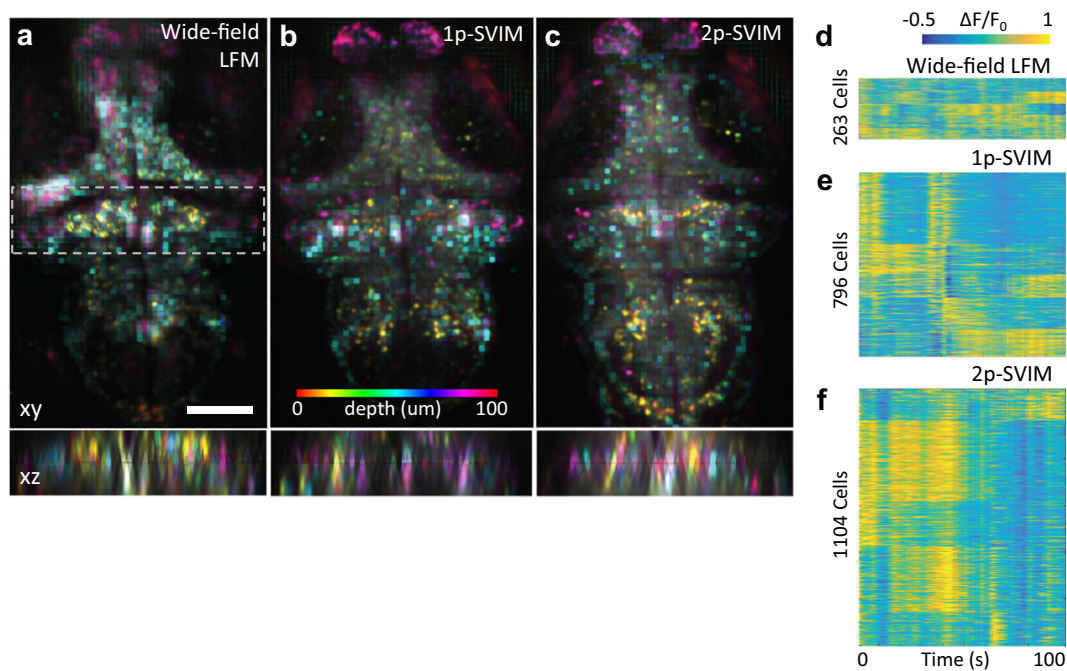 a
Wide-field
LFM
b
1p-SVIM
c
2p-SVIM
xy
0 depth (um) 100
xz
d
-0.5 ΔF/F0 1
Wide-field LFM
263 Cells
1p-SVIM
e
796 Cells
2p-SVIM
f
1104 Cells
0 Time (s) 100